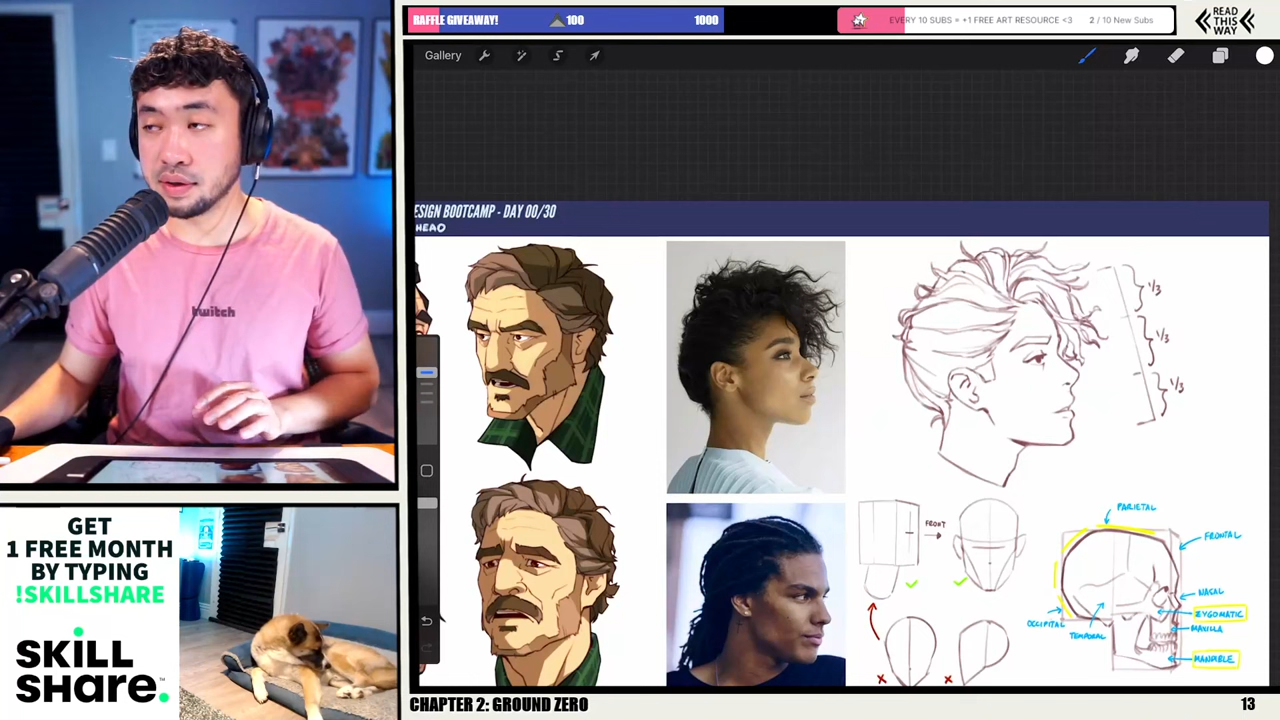 RAFFLE GIVEAWAY!
100
1000
EVERY 10 SUBS = +1 FREE ART RESOURCE <3
2 / 10 New Subs
READ
THIS
WAY
Gallery
ESIGN BOOTCAMP - DAY 00/30
HEAD
twitch
1/3
1/3
1/3
FRONT
PARIETAL
FRONTAL
NASAL
ZYGOMATIC
MAXILLA
MANDIBLE
OCCIPITAL
TEMPORAL
GET
1 FREE MONTH
BY TYPING
!SKILLSHARE
SKILL
SHare.
CHAPTER 2: GROUND ZERO
13